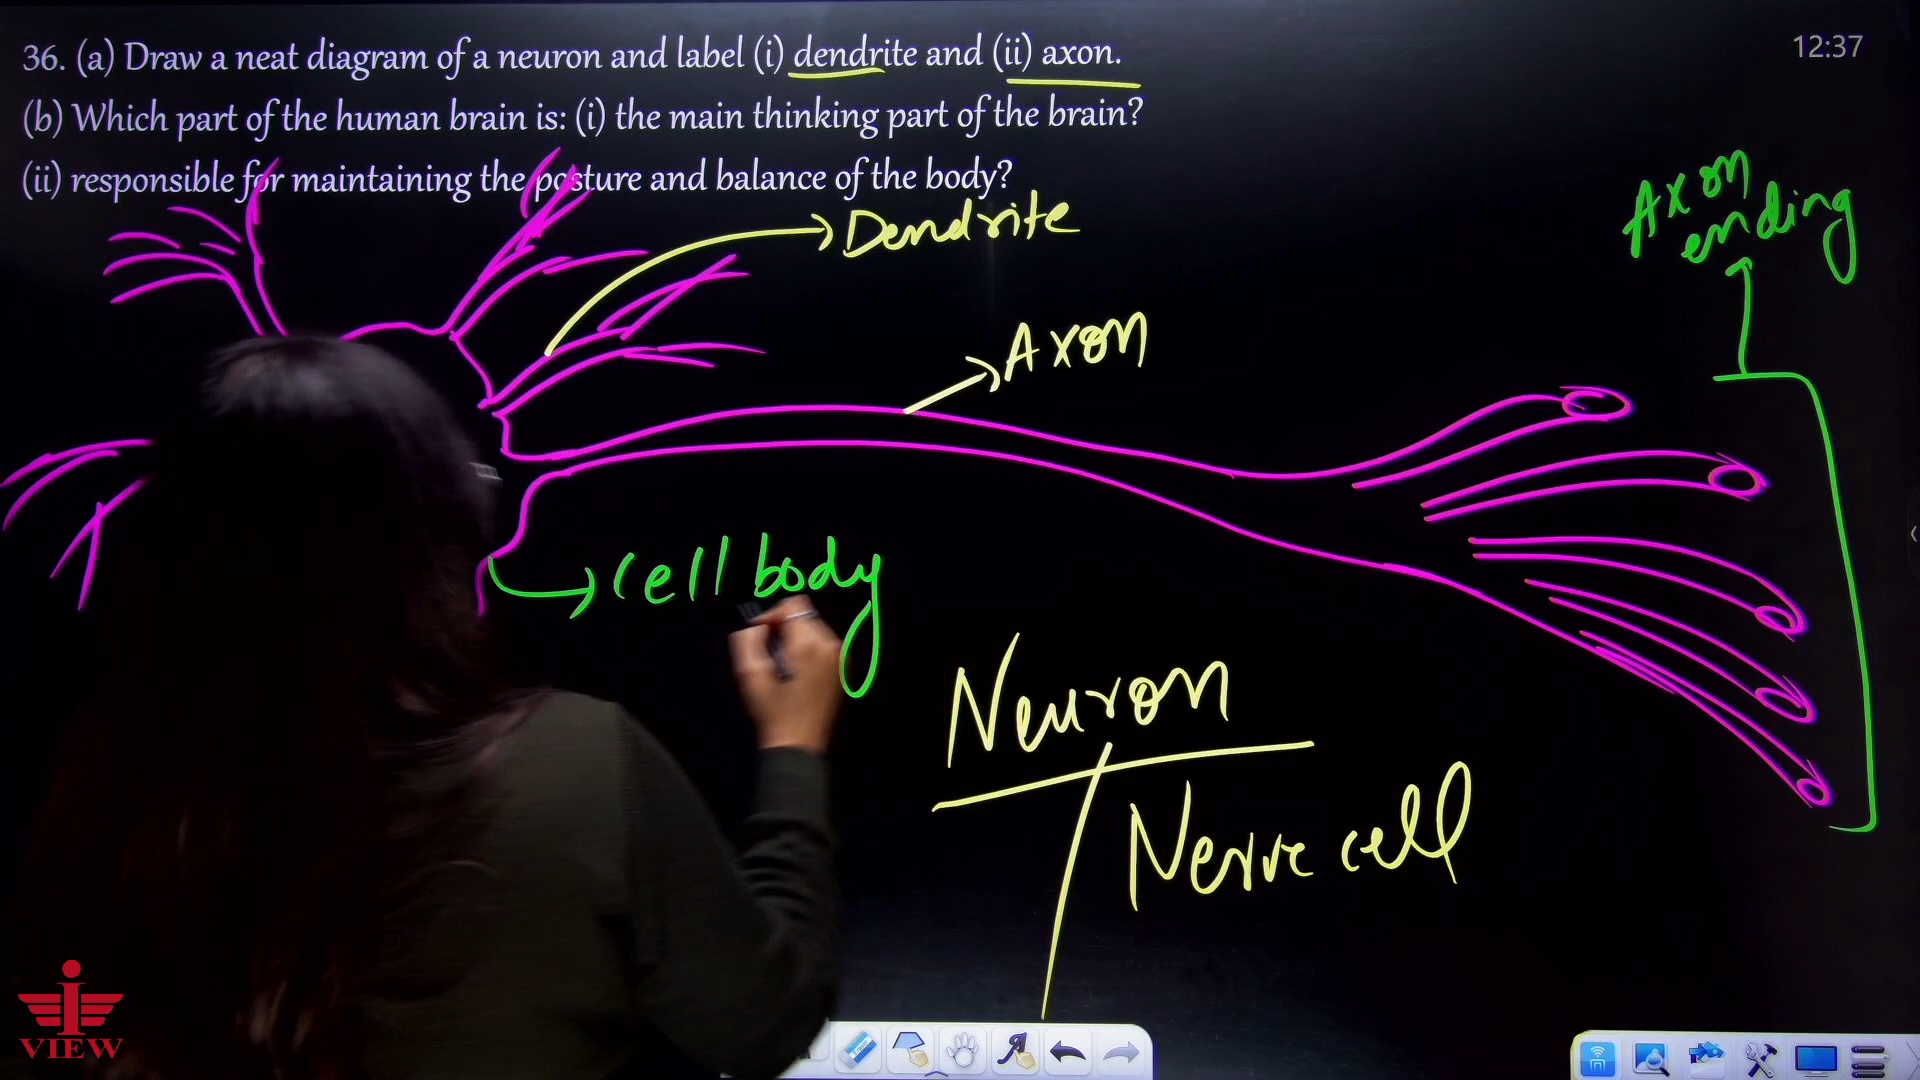 36. (a) Draw a neat diagram of a neuron and label (i) dendrite and (ii) axon.
12:37
(b) Which part of the human brain is: (i) the main thinking part of the brain?
(ii) responsible for maintaining the posture and balance of the body?
Dendrite
Axon
ending
Axon
Cell body
Neuron
Nerve cell
VIEW